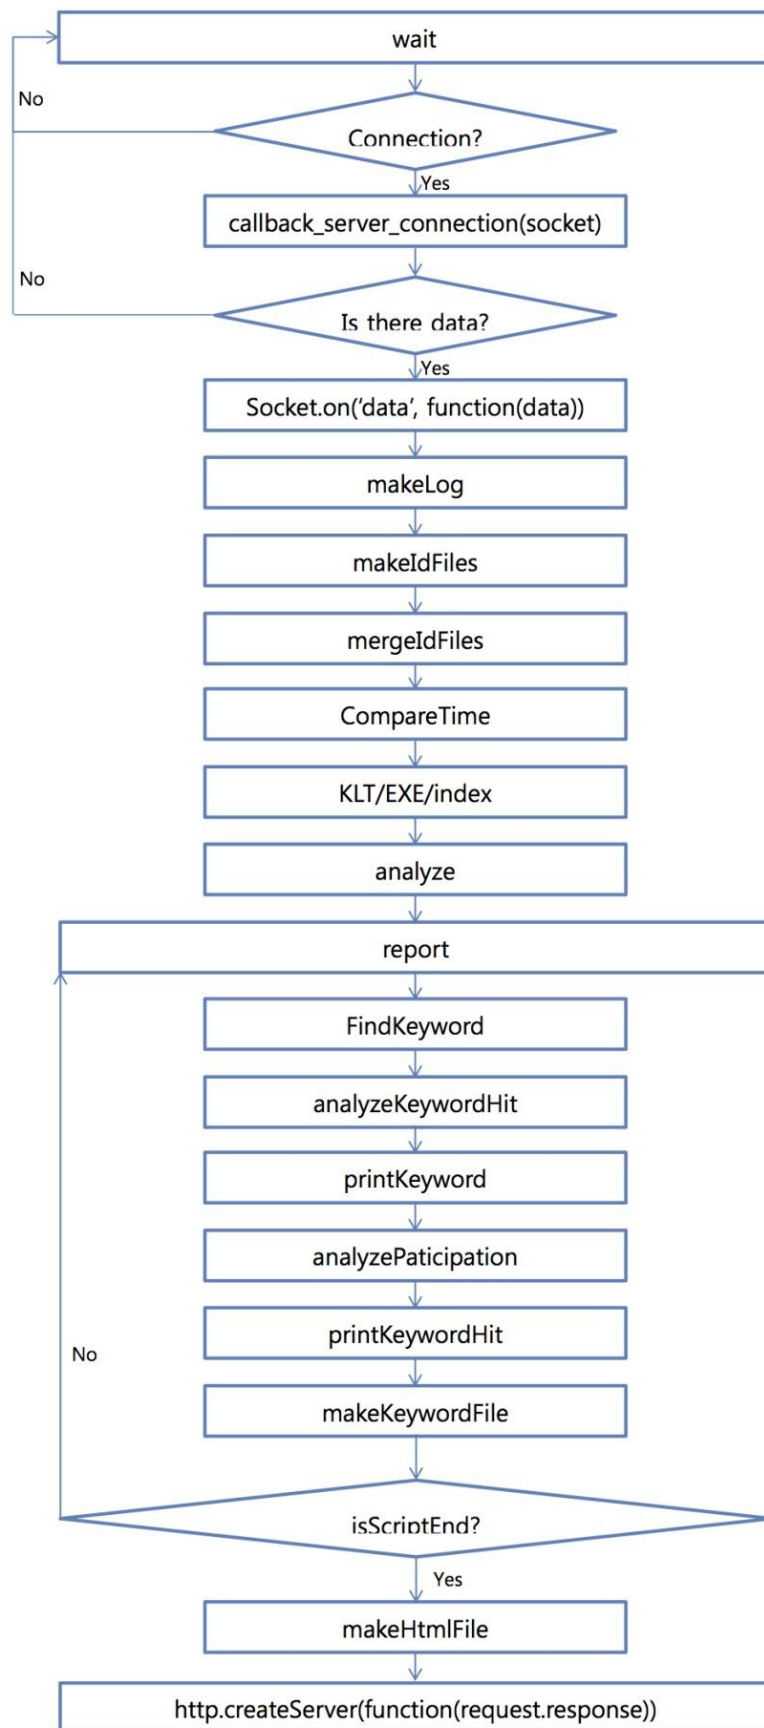 wait
No
Connection?
Yes
callback_server_connection(socket)
No
Is there data?
Yes
Socket.on(‘data’, function(data))
makeLog
makeIdFiles
mergeIdFiles
CompareTime
KLT/EXE/index
analyze
report
FindKeyword
analyzeKeywordHit
printKeyword
analyzePaticipation
printKeywordHit
No
makeKeywordFile
isScriptEnd?
Yes
makeHtmlFile
http.createServer(function(request.response))